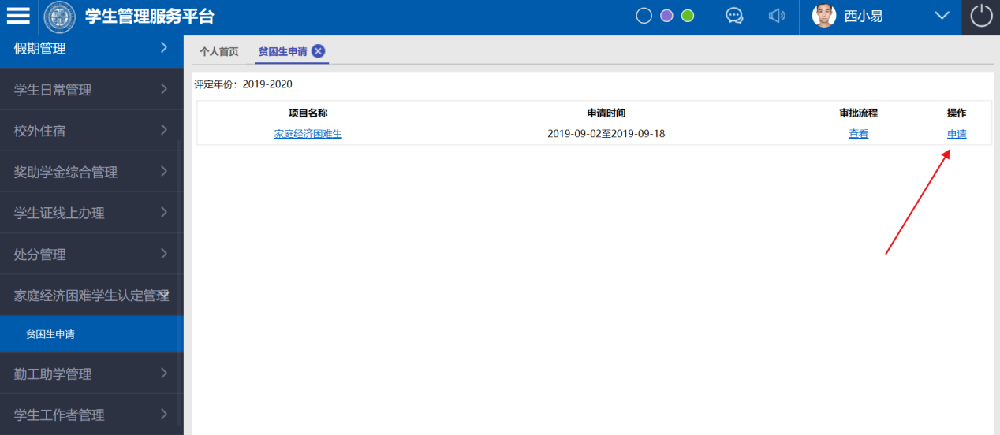 学生管理服务平台
西小易
假期管理
学生日常管理
校外住宿
奖助学金综合管理
学生证线上办理
处分管理
家庭经济困难学生认定管理
贫困生申请
勤工助学管理
学生工作者管理
个人首页 贫困生申请
评定年份：2019-2020
项目名称 申请时间 审批流程 操作
家庭经济困难生 2019-09-02至2019-09-18 查看 申请